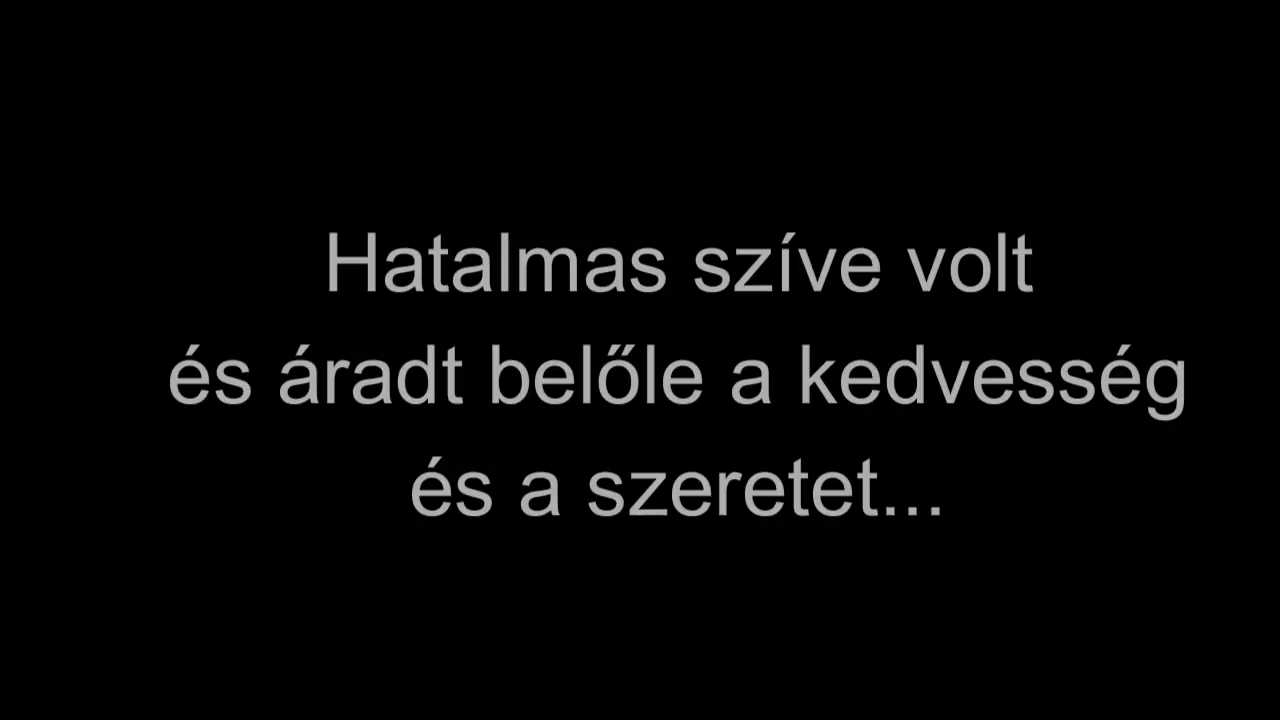 Hatalmas szíve volt
és áradt belőle a kedvesség
és a szeretet...